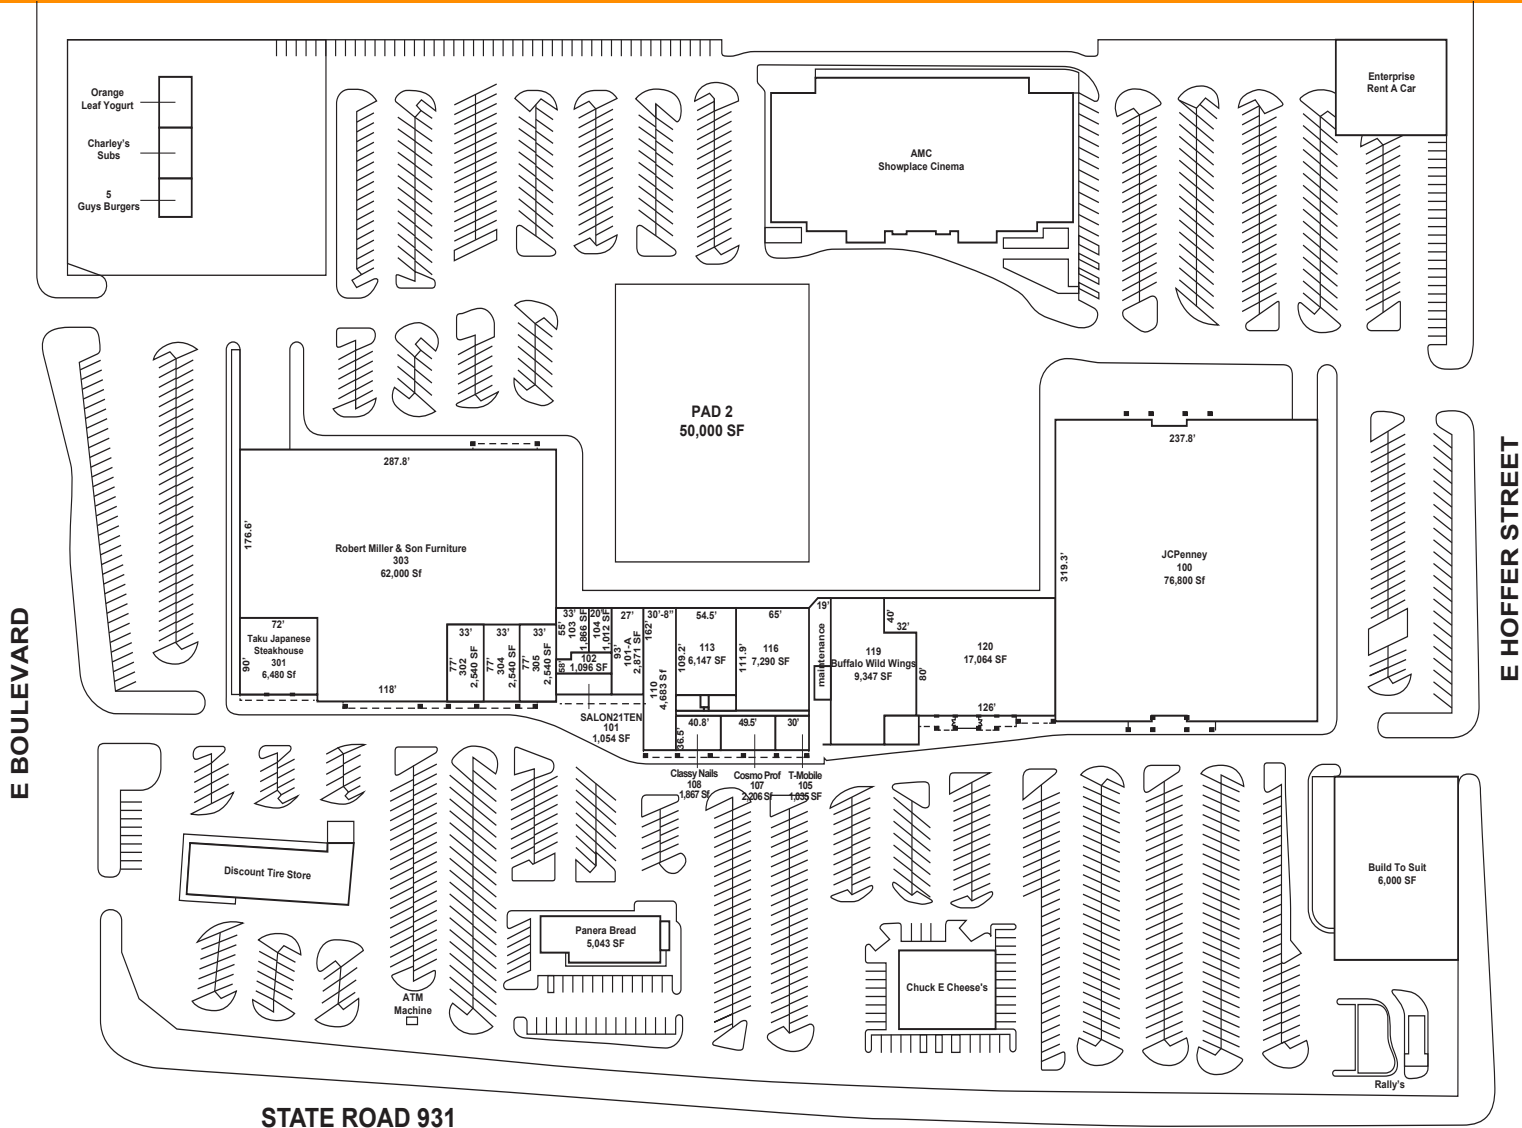 Orange
Leaf Yogurt
Charley's
Subs
5
Guys Burgers
AMC
Showplace Cinema
Enterprise
Rent A Car
PAD 2
50,000 SF
287.8'
176.6'
Robert Miller & Son Furniture
303
62,000 Sf
72'
90'
Taku Japanese
Steakhouse
301
6,480 Sf
118'
33'
77'
302
2,540 SF
33'
77'
304
2,540 SF
33'
77'
305
2,540 SF
33'
55'
103
1,866 SF
20'
104
1,012 SF
102
1,096 SF
58'
27'
93'
101-A
2,871 SF
SALON21TEN
101
1,054 SF
30'-8"
162'
110
4,683 Sf
54.5'
109.2'
113
6,147 SF
65'
111.9'
116
7,290 SF
36.5'
40.8'
49.5'
30'
Classy Nails
108
1,867 Sf
Cosmo Prof
107
2,206 Sf
T-Mobile
105
1,035 SF
19'
maintenance
119
Buffalo Wild Wings
9,347 SF
40'
32'
80'
120
17,064 SF
126'
237.8'
319.3'
JCPenney
100
76,800 Sf
E BOULEVARD
E HOFFER STREET
Discount Tire Store
ATM
Machine
Panera Bread
5,043 SF
Chuck E Cheese's
Build To Suit
6,000 SF
Rally's
STATE ROAD 931